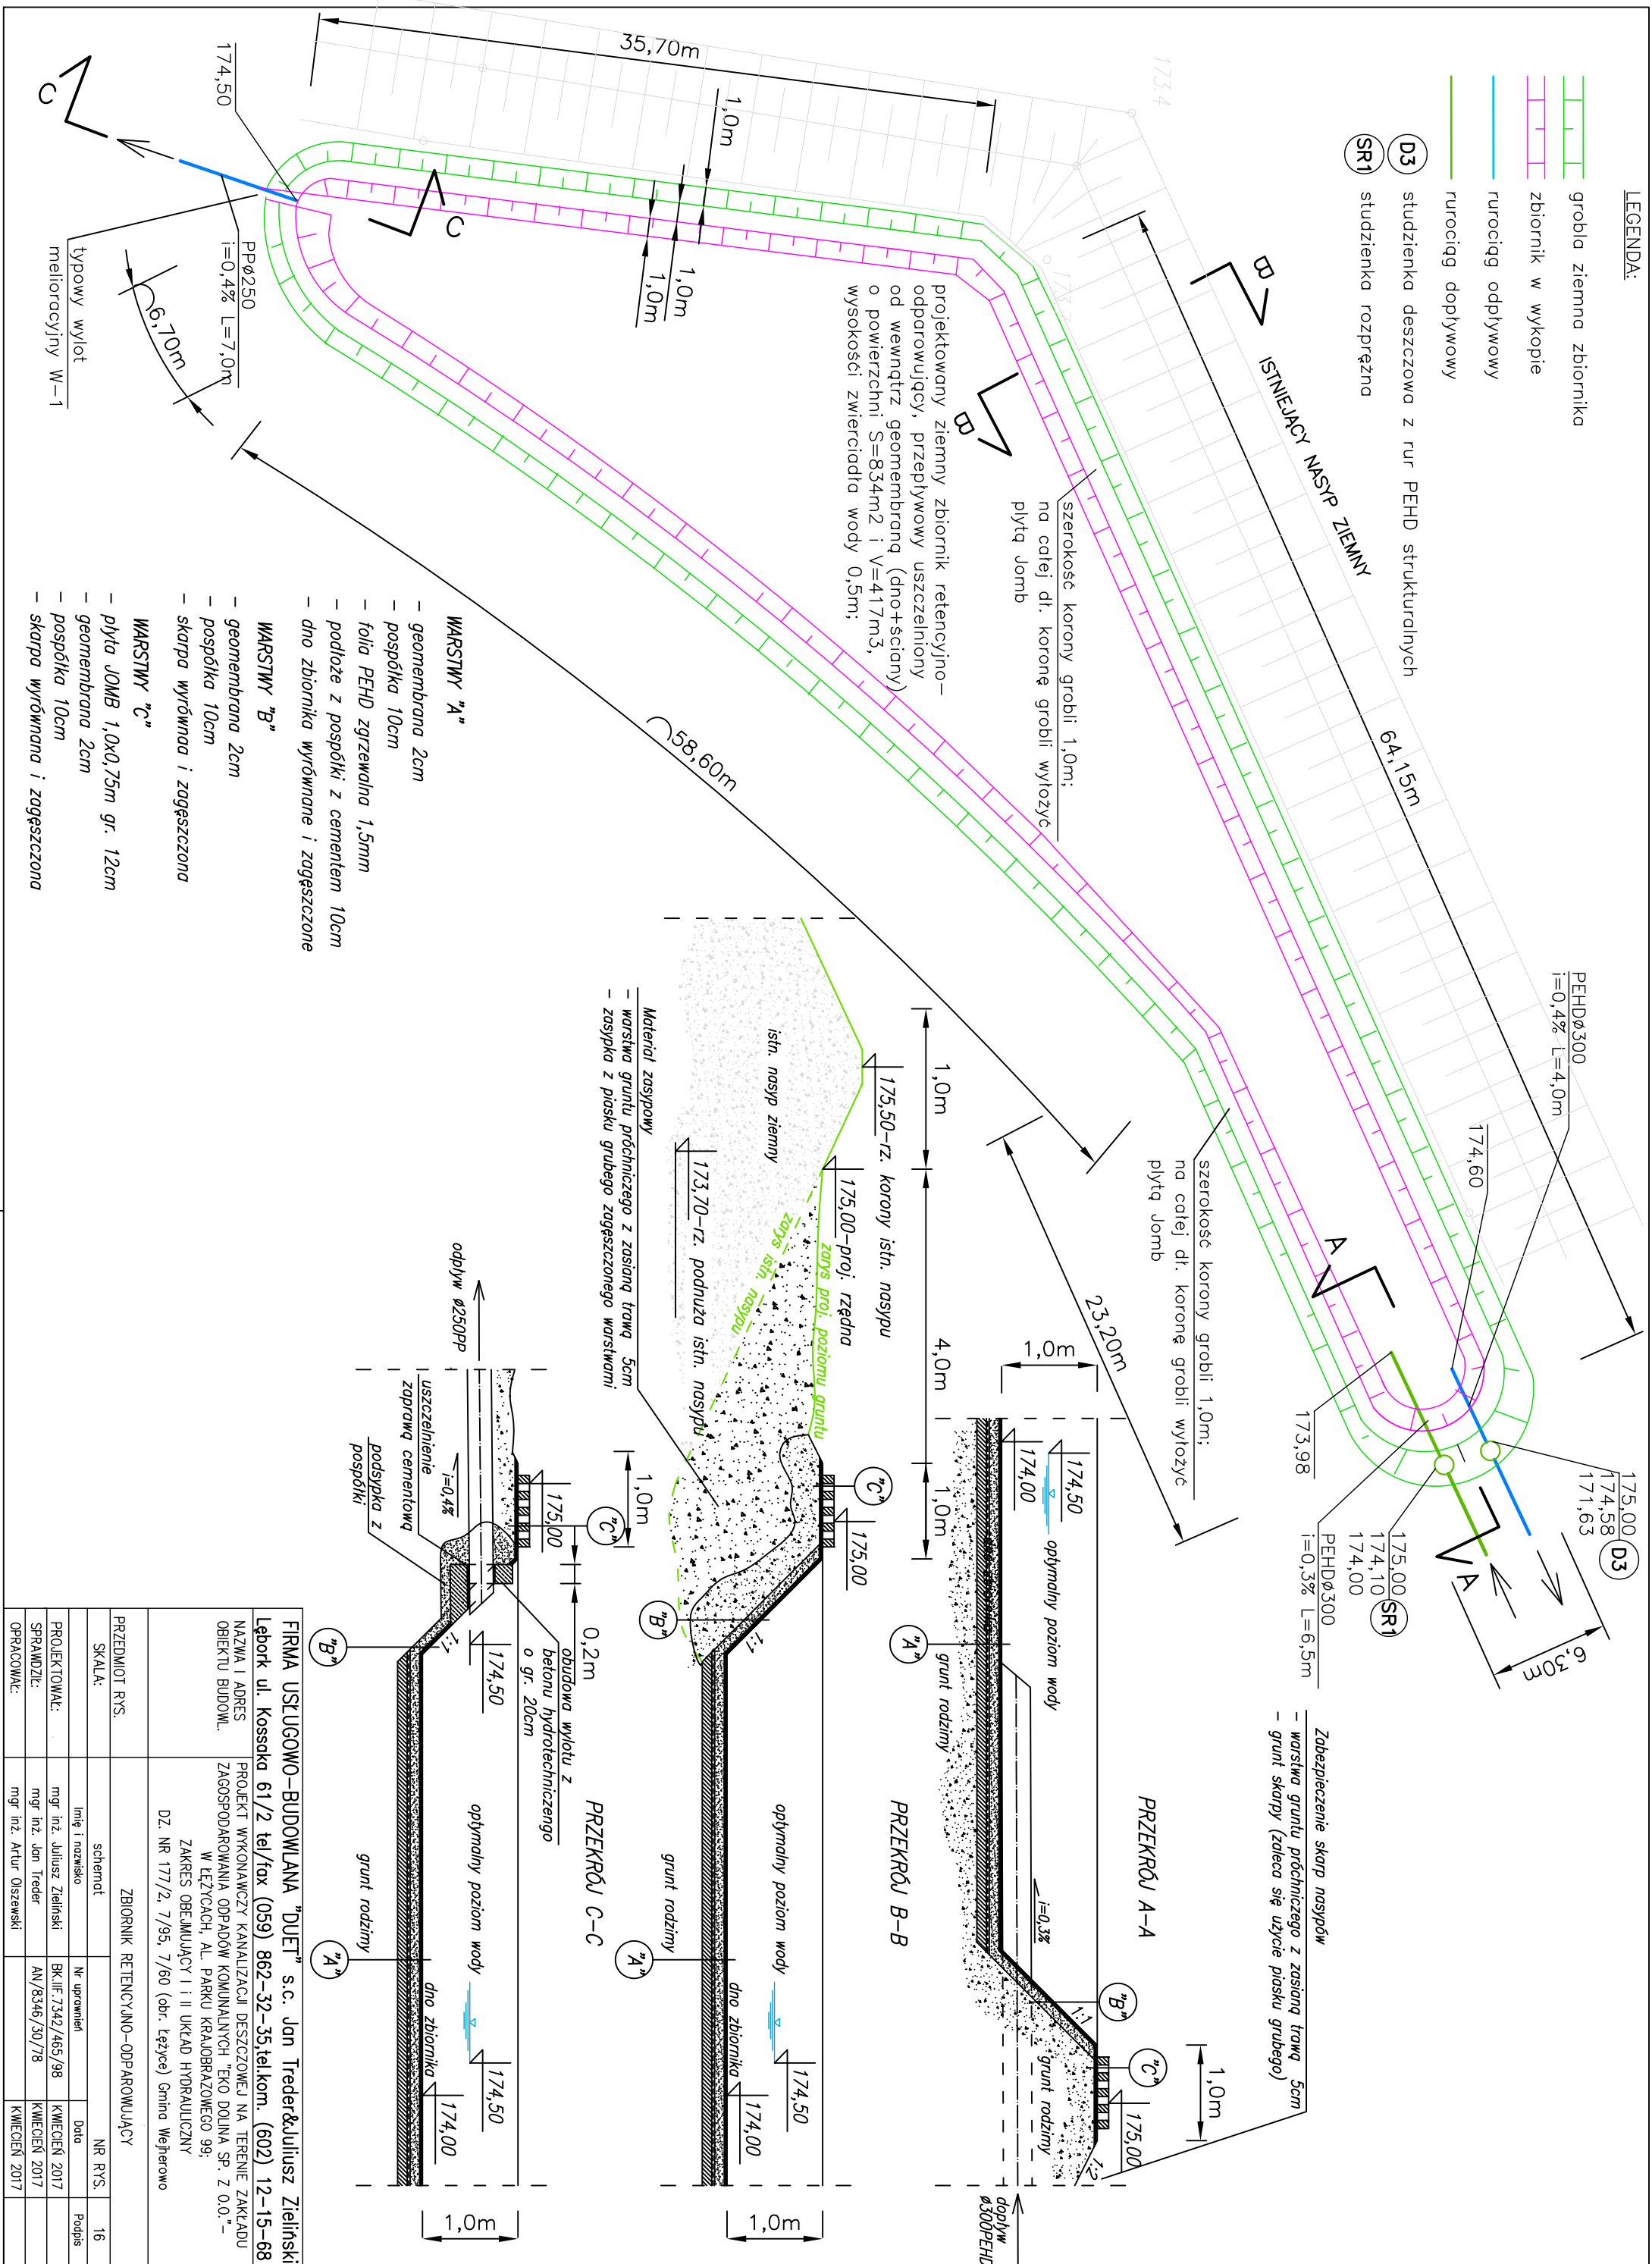 LEGENDA:
grobla ziemna zbiornika
zbiornik w wykopie
rurociąg odpływowy
rurociąg dopływowy
D3 studzienka deszczowa z rur PEHD strukturalnych
SR1 studzienka rozprężna
173,4
ISTNIEJĄCY NASYP ZIEMNY
64,15m
35,70m
1,0m
1,0m
1,0m
B
B
C
C
174,50
PPø250
i=0,4% L=7,0m
typowy wylot
melioracyjny W-1
6,70m
58,60m
23,20m
projektowany ziemny zbiornik retencyjno-
odparowujący, przepływowy uszczelniony
od wewnątrz geomembraną (dno+ściany)
o powierzchni S=834m2 i V=417m3,
wysokości zwierciadła wody 0,5m;
szerokość korony grobli 1,0m;
na całej dł. koronę grobli wyłożyć
płytą Jomb
szerokość korony grobli 1,0m;
na całej dł. koronę grobli wyłożyć
płytą Jomb
PEHDø300
i=0,4% L=4,0m
174,60
173,98
A
A
175,00
174,58
171,63
D3
175,00
174,10
174,00
SR1
PEHDø300
i=0,3% L=6,5m
6,30m
WARSTWY "A"
- geomembrana 2cm
- pospółka 10cm
- folia PEHD zgrzewalna 1,5mm
- podłoże z pospółki z cementem 10cm
- dno zbiornika wyrównane i zagęszczone
WARSTWY "B"
- geomembrana 2cm
- pospółka 10cm
- skarpa wyrównaa i zagęszczona
WARSTWY "C"
- płyta JOMB 1,0x0,75m gr. 12cm
- geomembrana 2cm
- pospółka 10cm
- skarpa wyrównana i zagęszczona
Zabezpieczenie skarp nasypów
- warstwa gruntu próchniczego z zasianą trawą 5cm
- grunt skarpy (zaleca się użycie piasku grubego)
PRZEKRÓJ A-A
1,0m
174,00
174,50
optymalny poziom wody
"A"
grunt rodzimy
i=0,3%
"B"
1:1
grunt rodzimy
"C"
1,0m
175,00
1:2
dopływ
ø300PEHD
PRZEKRÓJ B-B
1,0m
4,0m
1,0m
175,50-rz. korony istn. nasypu
175,00-proj. rzędna
zarys proj. poziomu gruntu
zarys istn. nasypu
istn. nasyp ziemny
173,70-rz. podnuża istn. nasypu
Materiał zasypowy
- warstwa gruntu próchniczego z zasianą trawą 5cm
- zasypka z piasku grubego zagęszczonego warstwami
"C"
175,00
"B"
1:1
optymalny poziom wody
174,50
grunt rodzimy
"A"
dno zbiornika
174,00
1,0m
PRZEKRÓJ C-C
odpływ ø250PP
i=0,4%
uszczelnienie
zaprawą cementową
podsypka z
pospółki
1,0m
175,00
"C"
0,2m
obudowa wylotu z
betonu hydrotechniczengo
o gr. 20cm
174,50
1:1
"B"
optymalny poziom wody
174,50
grunt rodzimy
"A"
dno zbiornika
174,00
1,0m
FIRMA USŁUGOWO-BUDOWLANA "DUET" s.c. Jan Treder&Juliusz Zieliński
Lębork ul. Kossaka 61/2 tel/fax (059) 862-32-35,tel.kom. (602) 12-15-68
NAZWA I ADRES
OBIEKTU BUDOWL.
PROJEKT WYKONAWCZY KANALIZACJI DESZCZOWEJ NA TERENIE ZAKŁADU
ZAGOSPODAROWANIA ODPADÓW KOMUNALNYCH "EKO DOLINA SP. Z O.O."-
W ŁĘŻYCACH, AL. PARKU KRAJOBRAZOWEGO 99;
ZAKRES OBEJMUJĄCY I i II UKŁAD HYDRAULICZNY
DZ. NR 177/2, 7/95, 7/60 (obr. Łężyce) Gmina Wejherowo
PRZEDMIOT RYS. ZBIORNIK RETENCYJNO-ODPAROWUJĄCY
SKALA: schemat NR RYS. 16
Imię i nazwisko Nr uprawnień Data Podpis
PROJEKTOWAŁ: mgr inż. Juliusz Zieliński BK.IIF.7342/465/98 KWIECIEŃ 2017
SPRAWDZIŁ: mgr inż. Jan Treder AN/8346/30/78 KWIECIEŃ 2017
OPRACOWAŁ: mgr inż. Artur Olszewski KWIECIEŃ 2017